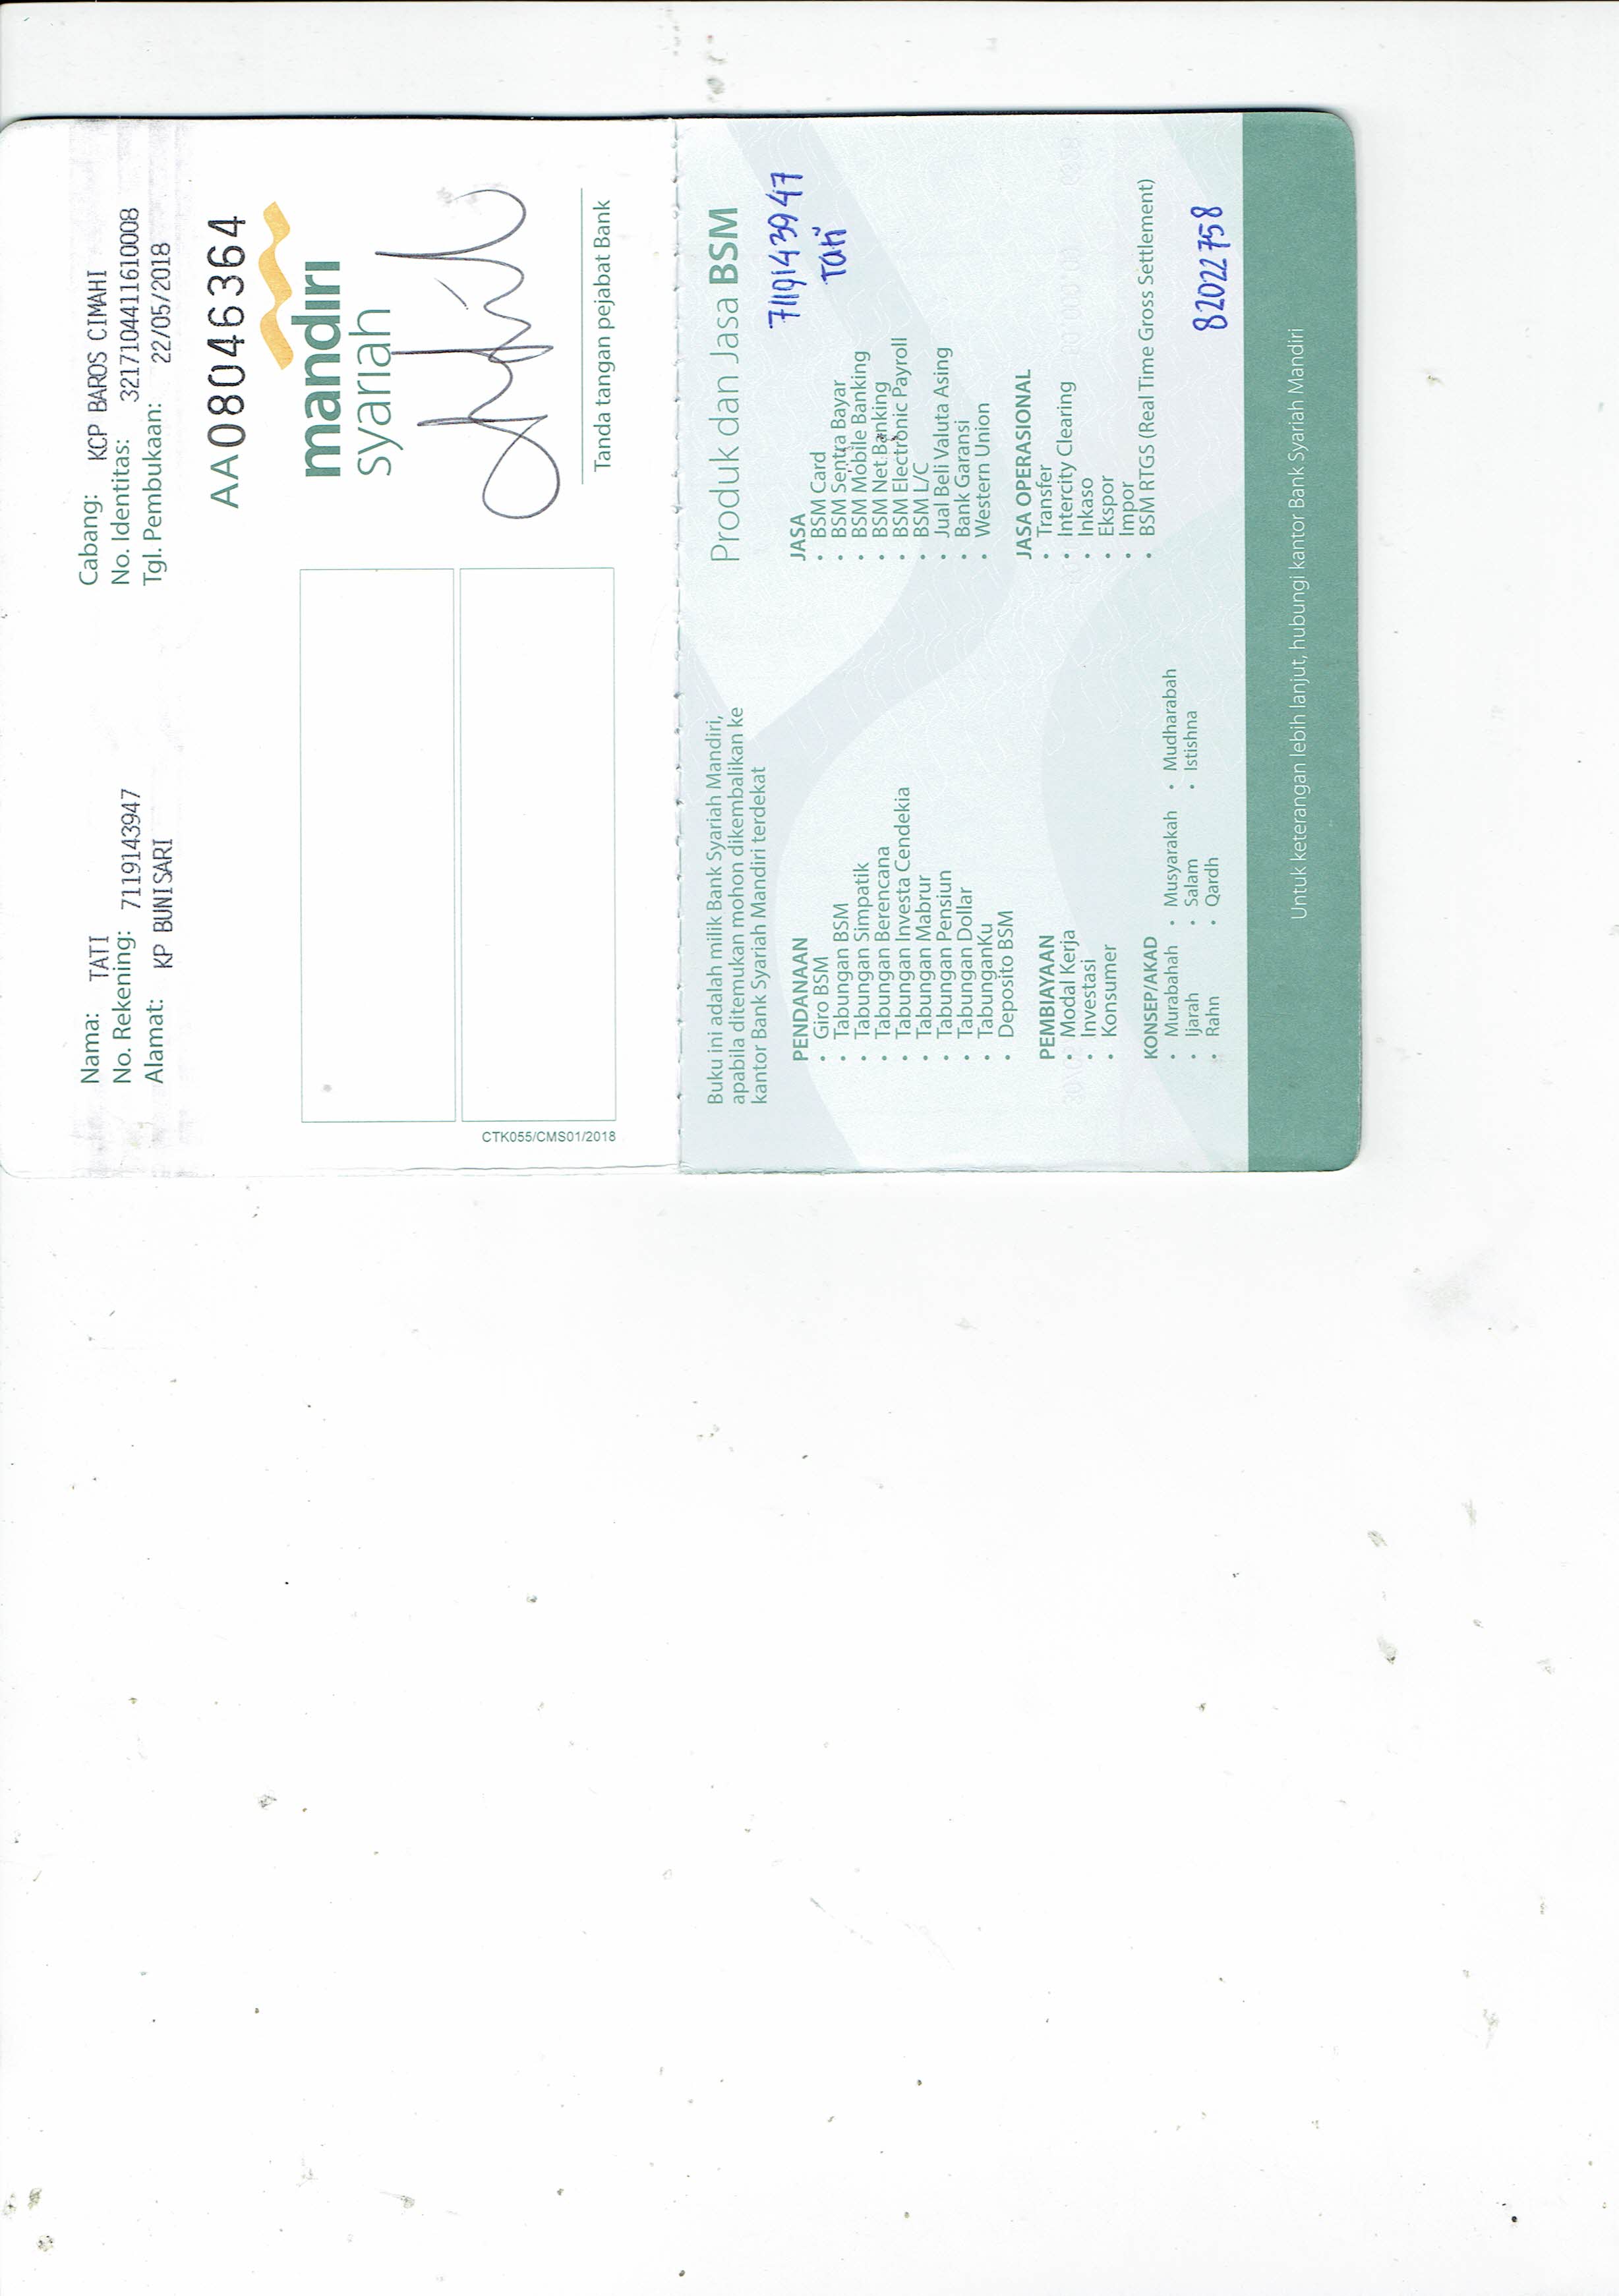 Nama: TATI
No. Rekening: 7119143947
Alamat: KP BUNISARI
Cabang: KCP BAROS CIMAHI
No. Identitas: 3217104411610008
Tgl. Pembukaan: 22/05/2018
AA08046364
mandiri
syariah
Tanda tangan pejabat Bank
CTK055/CMS01/2018
Buku ini adalah milik Bank Syariah Mandiri,
apabila ditemukan mohon dikembalikan ke
kantor Bank Syariah Mandiri terdekat
PENDANAAN
• Giro BSM
• Tabungan BSM
• Tabungan Simpatik
• Tabungan Berencana
• Tabungan Investa Cendekia
• Tabungan Mabrur
• Tabungan Pensiun
• Tabungan Dollar
• TabunganKu
• Deposito BSM
PEMBIAYAAN
• Modal Kerja
• Investasi
• Konsumer
KONSEP/AKAD
• Murabahah • Musyarakah • Mudharabah
• Ijarah • Salam • Istishna
• Rahn • Qardh
Produk dan Jasa BSM
7119143947
Tati
JASA
• BSM Card
• BSM Sentra Bayar
• BSM Mobile Banking
• BSM Net Banking
• BSM Electronic Payroll
• BSM L/C
• Jual Beli Valuta Asing
• Bank Garansi
• Western Union
JASA OPERASIONAL
• Transfer
• Intercity Clearing
• Inkaso
• Ekspor
• Impor
• BSM RTGS (Real Time Gross Settlement)
82022758
Untuk keterangan lebih lanjut, hubungi kantor Bank Syariah Mandiri